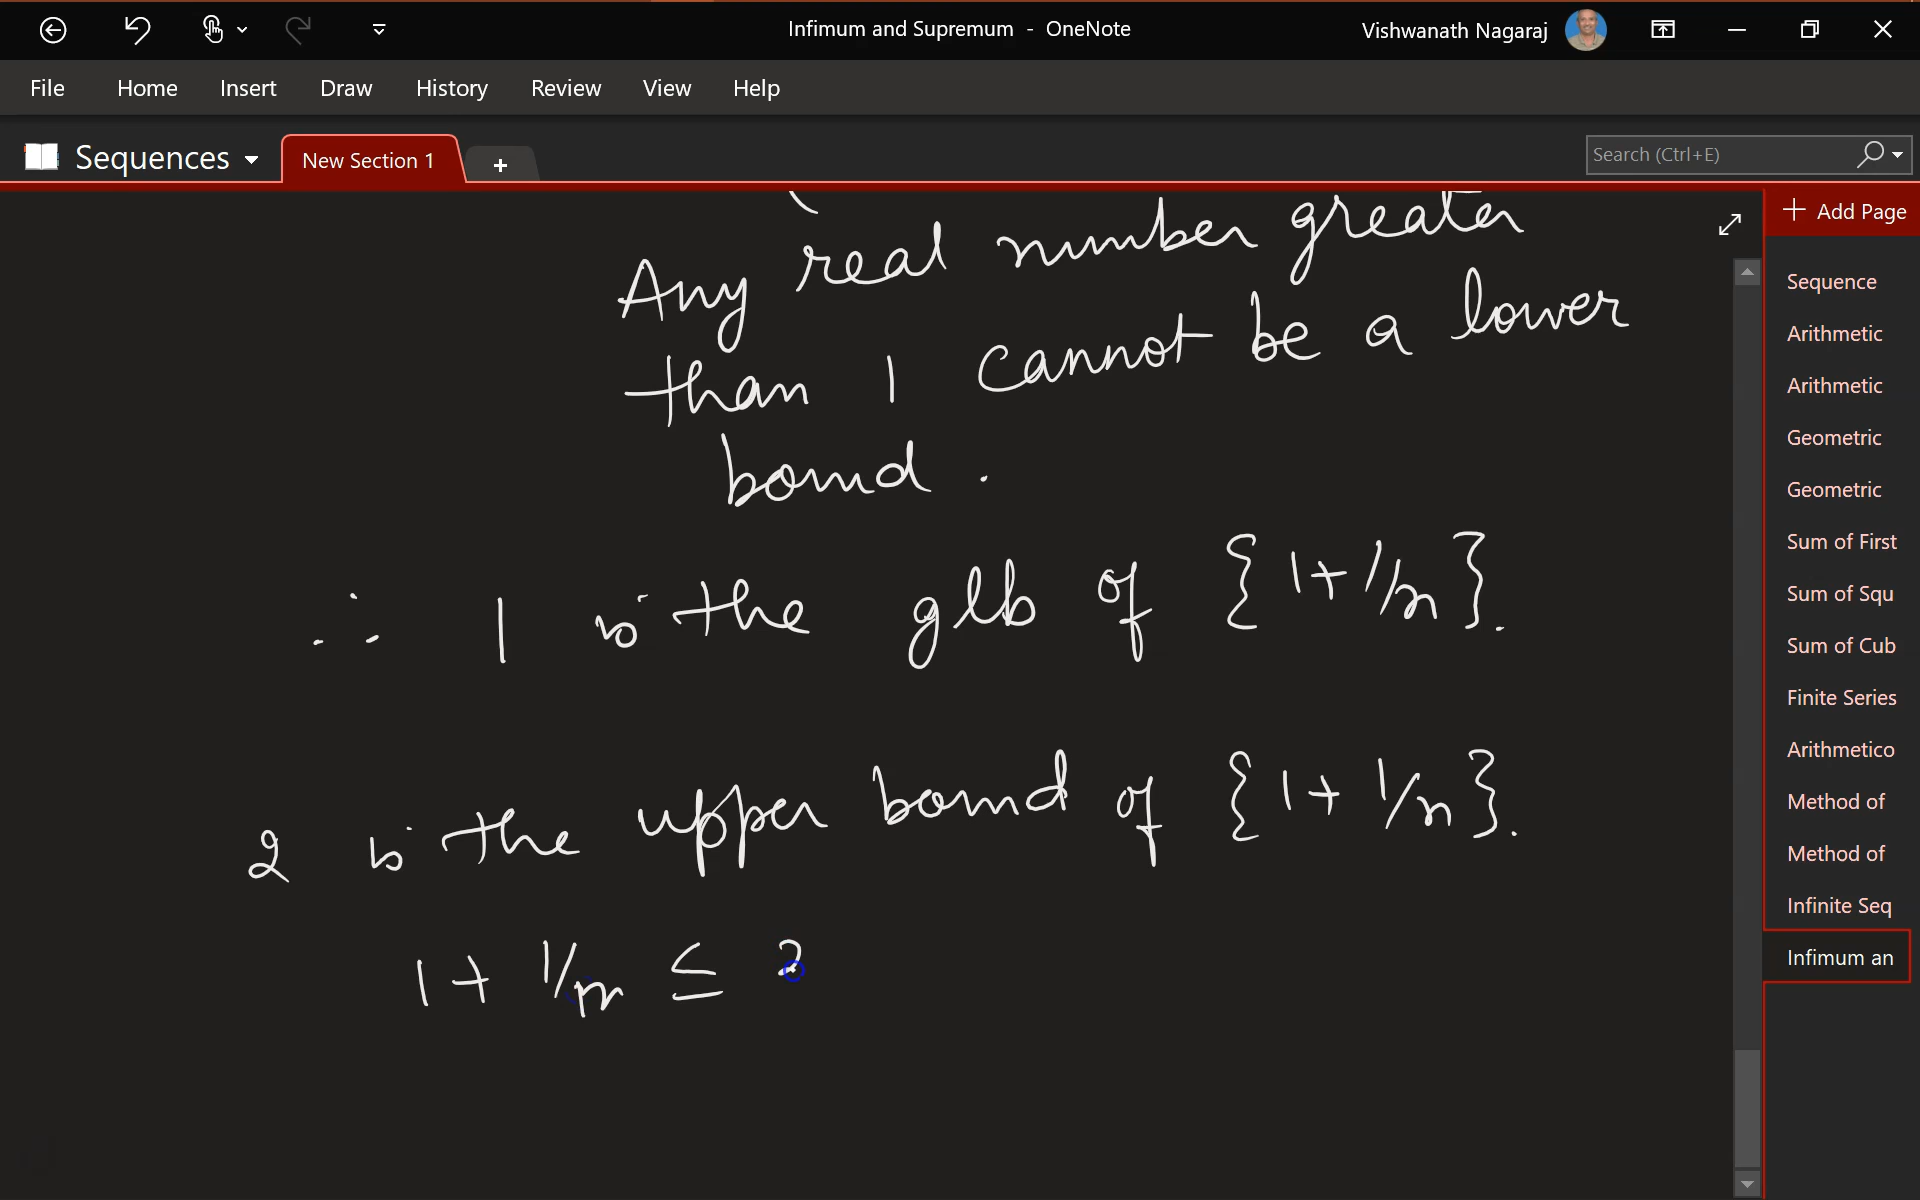 Infimum and Supremum - OneNote
Vishwanath Nagaraj
File Home Insert Draw History Review View Help
Sequences
New Section 1
+
Search (Ctrl+E)
Add Page
Sequence
Arithmetic
Arithmetic
Geometric
Geometric
Sum of First
Sum of Squ
Sum of Cub
Finite Series
Arithmetico
Method of
Method of
Infinite Seq
Infimum an
Any real number greater
than 1 cannot be a lower
bound.
∴ 1 is the glb of {1+1/n}.
2 is the upper bound of {1+1/n}.
1+1/n ≤ 2